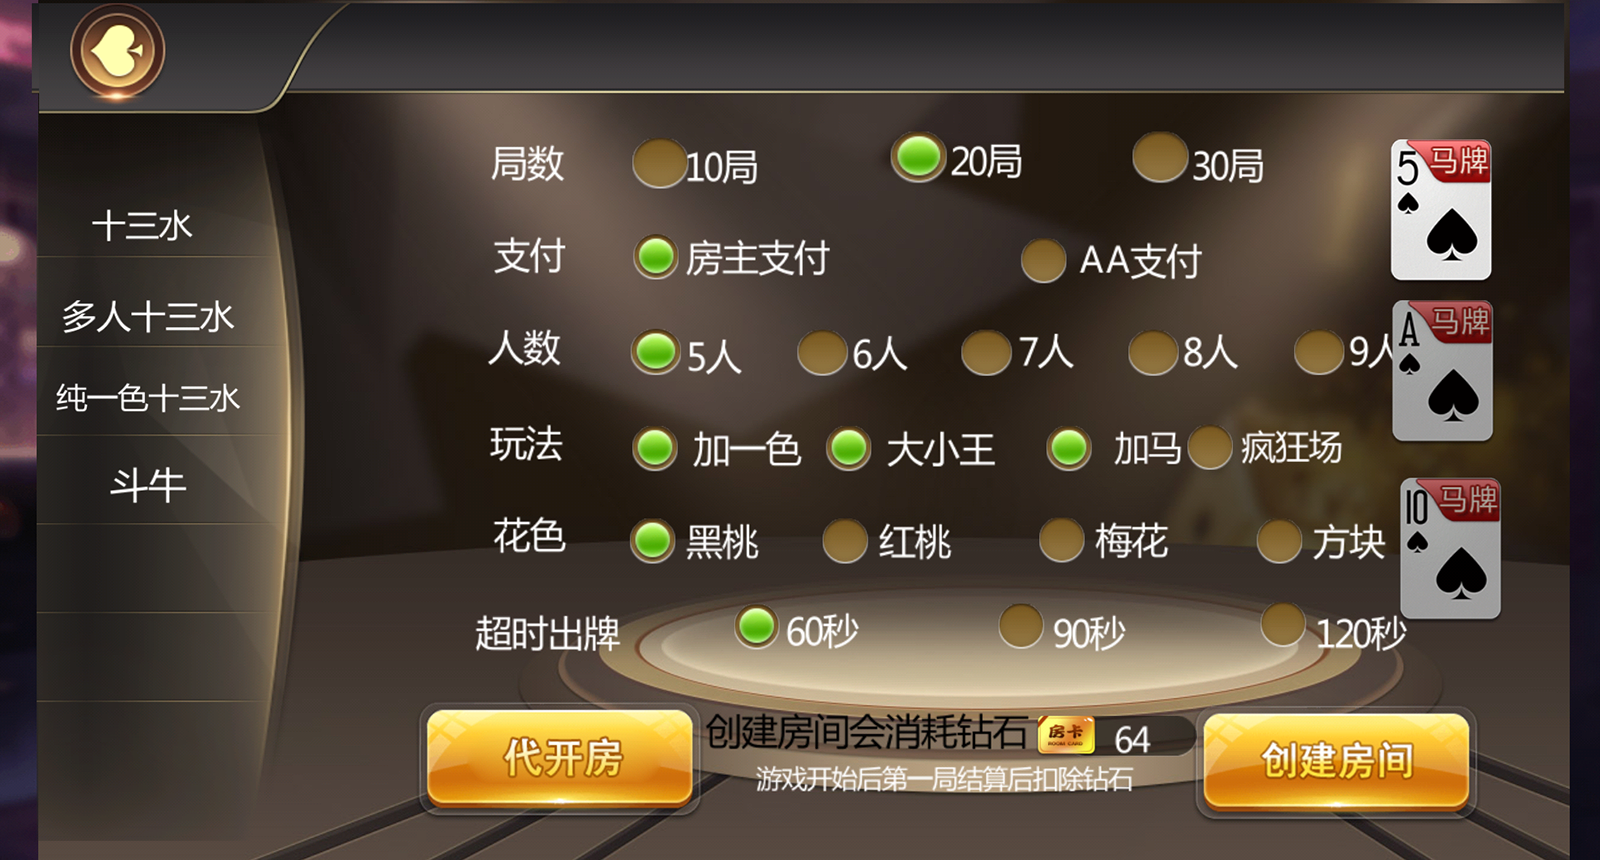 十三水
多人十三水
纯一色十三水
斗牛
局数 10局 20局 30局
支付 房主支付 AA支付
人数 5人 6人 7人 8人 9人
玩法 加一色 大小王 加马 疯狂场
花色 黑桃 红桃 梅花 方块
超时出牌 60秒 90秒 120秒
5 马牌
A 马牌
10 马牌
代开房
创建房间会消耗钻石 房卡 64
ROOM CARD
游戏开始后第一局结算后扣除钻石
创建房间